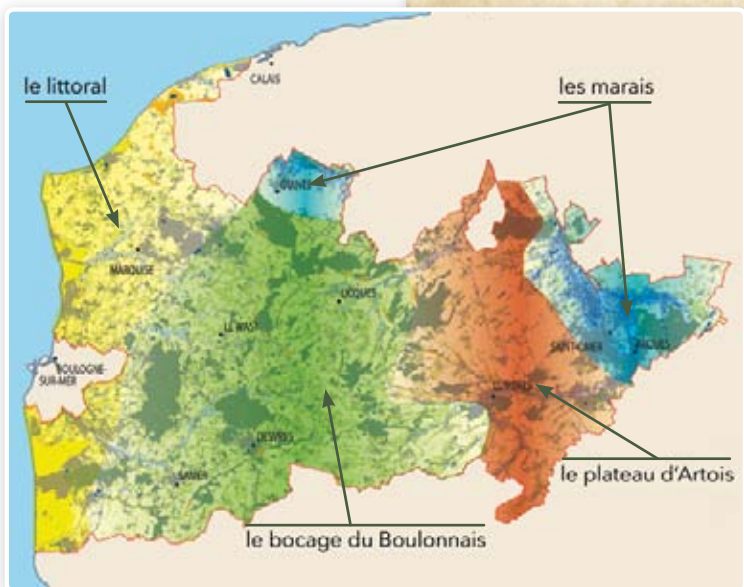 CALAIS
le littoral
les marais
GUINES
MARQUISE
LICQUES
LE WAST
SAINT-OMER
ARQUES
BOULOGNE-
SUR-MER
LUMBRES
DESVRES
le plateau d'Artois
SAMER
le bocage du Boulonnais